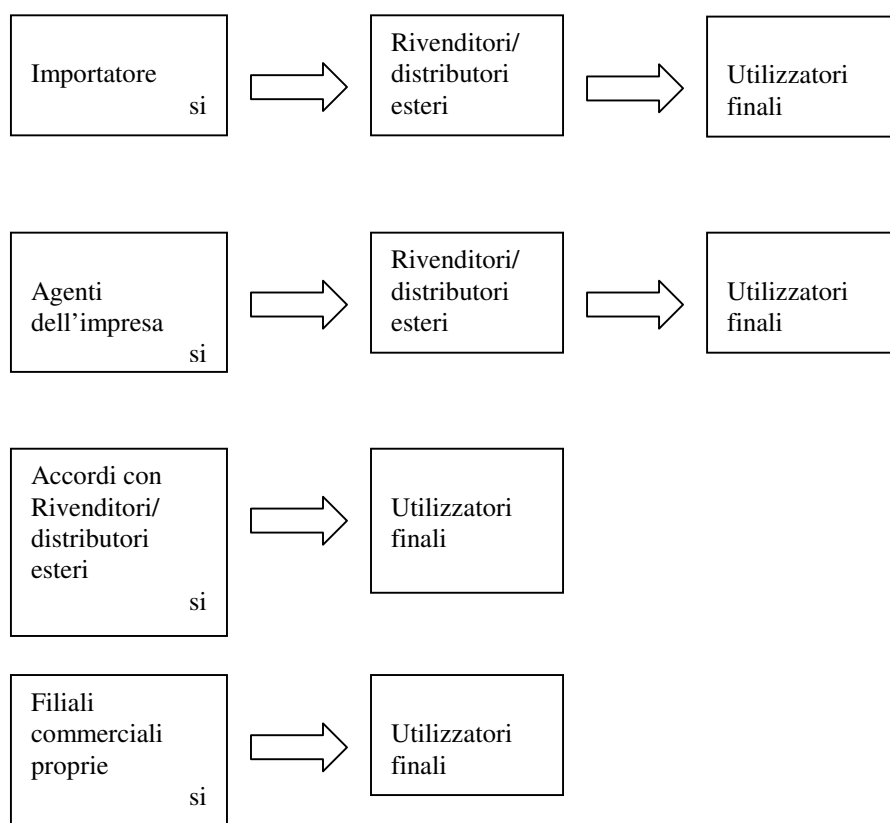 Importatore
si
Rivenditori/
distributori
esteri
Utilizzatori
finali
Agenti
dell'impresa
si
Rivenditori/
distributori
esteri
Utilizzatori
finali
Accordi con
Rivenditori/
distributori
esteri
si
Utilizzatori
finali
Filiali
commerciali
proprie
si
Utilizzatori
finali